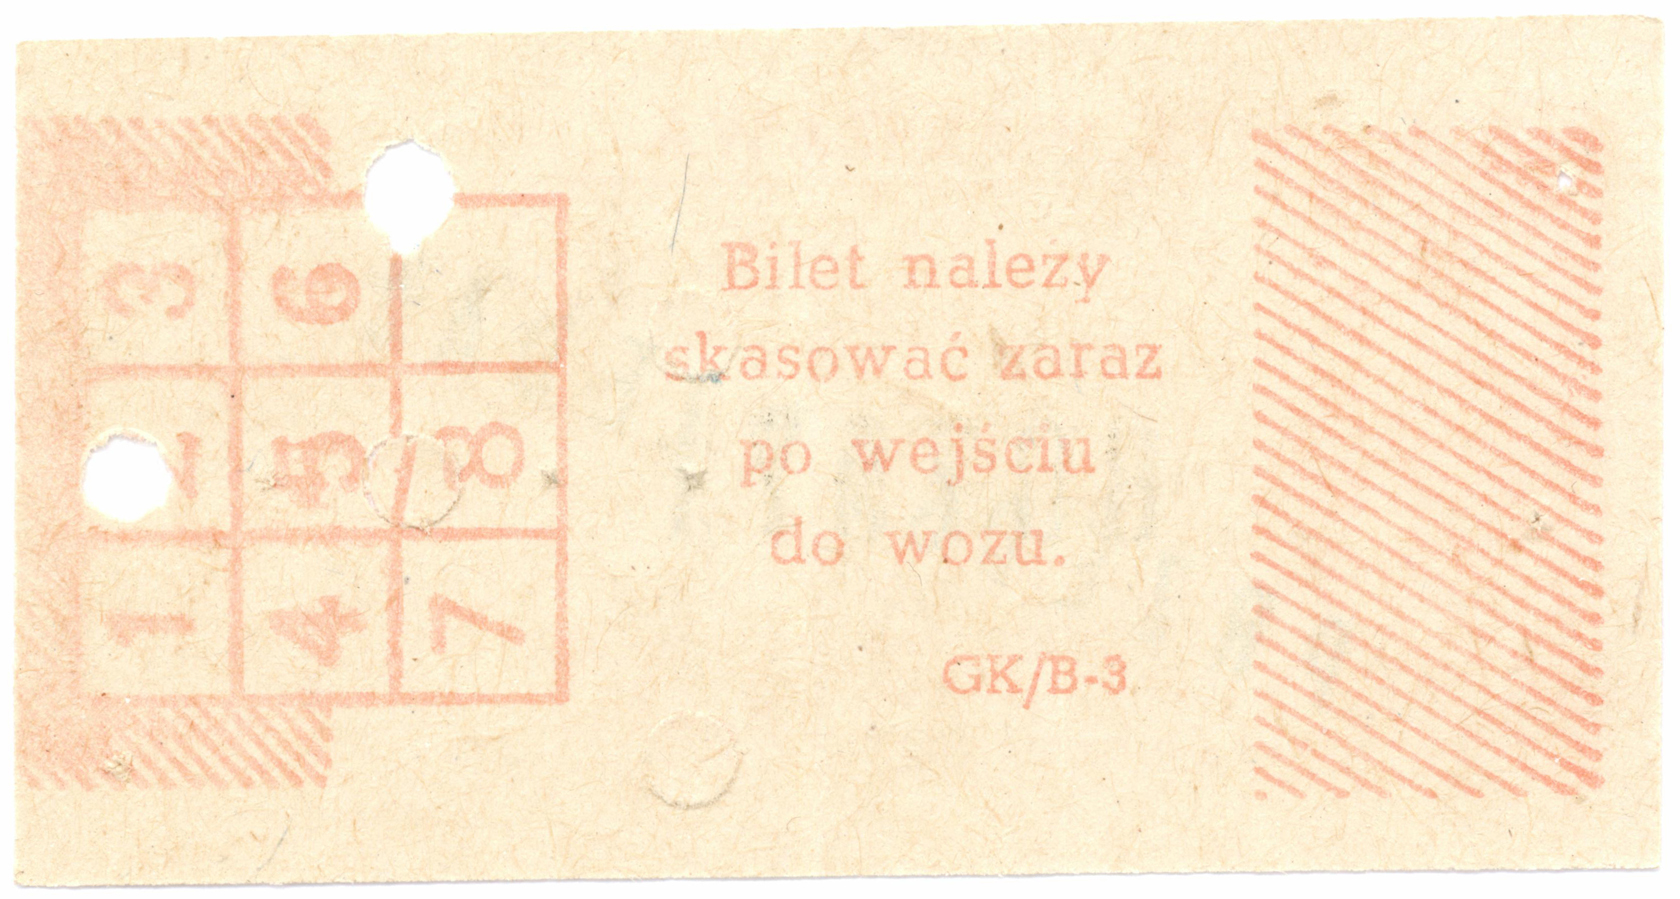 3 6
2 5 8
1 4 7
Bilet należy
skasować zaraz
po wejściu
do wozu.
GK/B-3